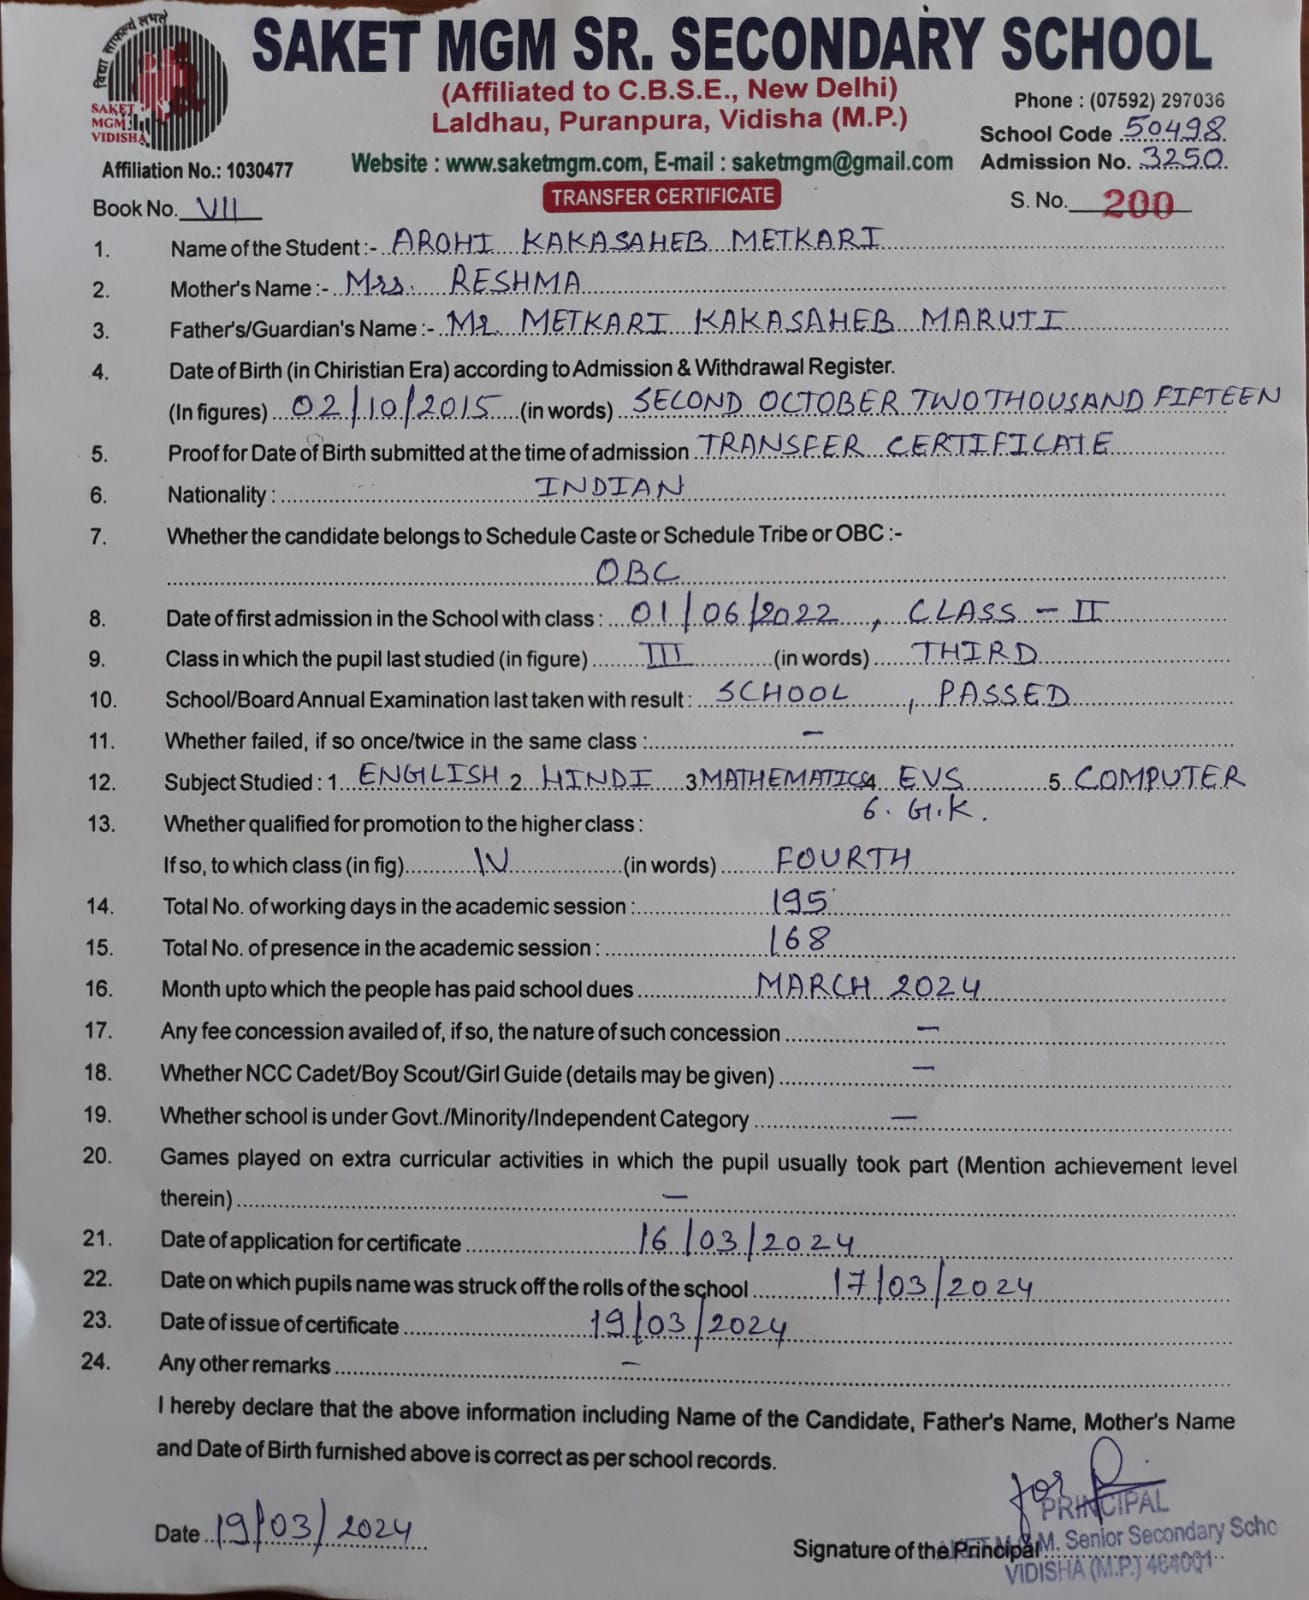 विद्या साफल्यं लभते
SAKET
MGM
VIDISHA
SAKET MGM SR. SECONDARY SCHOOL
(Affiliated to C.B.S.E., New Delhi)
Laldhau, Puranpura, Vidisha (M.P.)
Phone : (07592) 297036
School Code 50498
Affiliation No.: 1030477
Website : www.saketmgm.com, E-mail : saketmgm@gmail.com
Admission No. 3250
Book No. VII
TRANSFER CERTIFICATE
S. No. 200
1. Name of the Student :- AROHI KAKASAHEB METKARI
2. Mother's Name :- Mrs. RESHMA
3. Father's/Guardian's Name :- Mr. METKARI KAKASAHEB MARUTI
4. Date of Birth (in Chiristian Era) according to Admission & Withdrawal Register.
(In figures) 02/10/2015 (in words) SECOND OCTOBER TWO THOUSAND FIFTEEN
5. Proof for Date of Birth submitted at the time of admission TRANSFER CERTIFICATE
6. Nationality : INDIAN
7. Whether the candidate belongs to Schedule Caste or Schedule Tribe or OBC :-
OBC
8. Date of first admission in the School with class : 01/06/2022, CLASS - II
9. Class in which the pupil last studied (in figure) III (in words) THIRD
10. School/Board Annual Examination last taken with result : SCHOOL , PASSED
11. Whether failed, if so once/twice in the same class : -
12. Subject Studied : 1. ENGLISH 2. HINDI 3 MATHEMATICS 4. EVS 5. COMPUTER
6. G.K.
13. Whether qualified for promotion to the higher class :
If so, to which class (in fig) IV (in words) FOURTH
14. Total No. of working days in the academic session : 195
15. Total No. of presence in the academic session : 168
16. Month upto which the people has paid school dues MARCH 2024
17. Any fee concession availed of, if so, the nature of such concession -
18. Whether NCC Cadet/Boy Scout/Girl Guide (details may be given) -
19. Whether school is under Govt./Minority/Independent Category -
20. Games played on extra curricular activities in which the pupil usually took part (Mention achievement level
therein) -
21. Date of application for certificate 16/03/2024
22. Date on which pupils name was struck off the rolls of the school 17/03/2024
23. Date of issue of certificate 19/03/2024
24. Any other remarks -
I hereby declare that the above information including Name of the Candidate, Father's Name, Mother's Name
and Date of Birth furnished above is correct as per school records.
for
PRINCIPAL
Date 19/03/2024
Signature of the Principal
M. Senior Secondary Scho
VIDISHA (M.P.) 464001